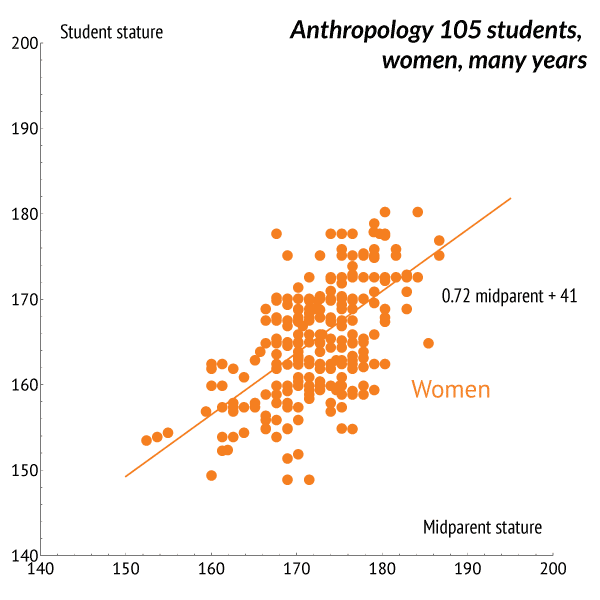 Anthropology 105 students,
women, many years
Student stature
200
190
180
170
160
150
140
0.72 midparent + 41
Women
Midparent stature
140 150 160 170 180 190 200